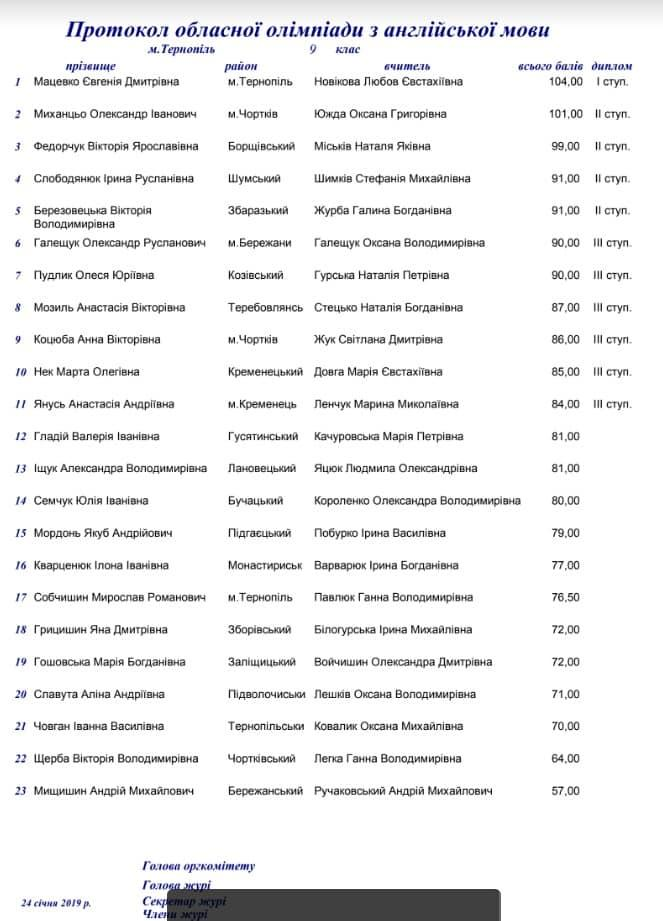 Протокол обласної олімпіади з англійської мови
м.Тернопіль 9 клас
прізвище район вчитель всього балів диплом
1 Мацевко Євгенія Дмитрівна м.Тернопіль Новікова Любов Євстахіївна 104,00 І ступ.
2 Миханцьо Олександр Іванович м.Чортків Южда Оксана Григорівна 101,00 ІІ ступ.
3 Федорчук Вікторія Ярославівна Борщівський Міськів Наталя Яківна 99,00 ІІ ступ.
4 Слободянюк Ірина Русланівна Шумський Шимків Стефанія Михайлівна 91,00 ІІ ступ.
5 Березовецька Вікторія Збаразький Журба Галина Богданівна 91,00 ІІ ступ.
Володимирівна
6 Галещук Олександр Русланович м.Бережани Галещук Оксана Володимирівна 90,00 ІІІ ступ.
7 Пудлик Олеся Юріївна Козівський Гурська Наталія Петрівна 90,00 ІІІ ступ.
8 Мозиль Анастасія Вікторівна Теребовлянсь Стецько Наталія Богданівна 87,00 ІІІ ступ.
9 Коцюба Анна Вікторівна м.Чортків Жук Світлана Дмитрівна 86,00 ІІІ ступ.
10 Нек Марта Олегівна Кременецький Довга Марія Євстахіївна 85,00 ІІІ ступ.
11 Янусь Анастасія Андріївна м.Кременець Ленчук Марина Миколаївна 84,00 ІІІ ступ.
12 Гладій Валерія Іванівна Гусятинський Качуровська Марія Петрівна 81,00
13 Іщук Александра Володимирівна Лановецький Яцюк Людмила Олександрівна 81,00
14 Семчук Юлія Іванівна Бучацький Короленко Олександра Володимирівна 80,00
15 Мордонь Якуб Андрійович Підгаєцький Побурко Ірина Василівна 79,00
16 Кварценюк Ілона Іванівна Монастириськ Варварюк Ірина Богданівна 77,00
17 Собчишин Мирослав Романович м.Тернопіль Павлюк Ганна Володимирівна 76,50
18 Грицишин Яна Дмитрівна Зборівський Білогурська Ірина Михайлівна 72,00
19 Гошовська Марія Богданівна Заліщицький Войчишин Олександра Дмитрівна 72,00
20 Славута Аліна Андріївна Підволочиськи Лешків Оксана Володимирівна 71,00
21 Човган Іванна Василівна Тернопільськи Ковалик Оксана Михайлівна 70,00
22 Щерба Вікторія Володимирівна Чортківський Легка Ганна Володимирівна 64,00
23 Мищишин Андрій Михайлович Бережанський Ручаковський Андрій Михайлович 57,00
Голова оргкомітету
Голова журі
24 січня 2019 р. Секретар журі
Члени журі